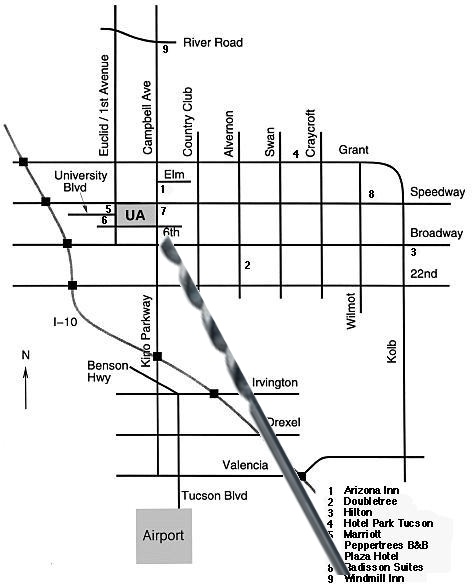 9 River Road
Euclid / 1st Avenue
Campbell Ave
Country Club
Alvernon
Swan
Craycroft
4
Grant
University
Blvd
Elm
1
8
Speedway
5
6
UA
7
6th
Broadway
3
2
22nd
I-10
Wilmot
Kolb
N
Kino Parkway
Benson
Hwy
Irvington
Drexel
Valencia
Tucson Blvd
Airport
1 Arizona Inn
2 Doubletree
3 Hilton
4 Hotel Park Tucson
5 Marriott
Peppertrees B&B
Plaza Hotel
8 Radisson Suites
9 Windmill Inn